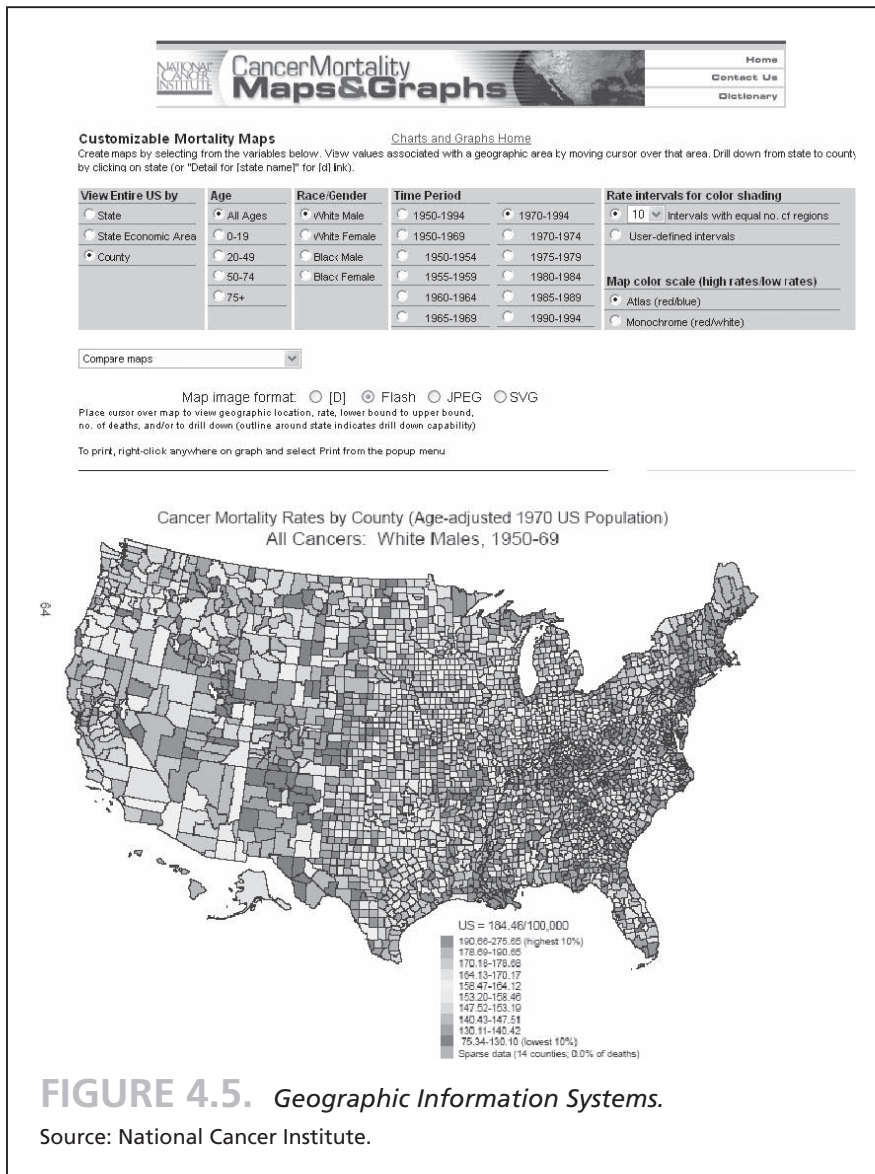 NATIONAL
CANCER
INSTITUTE
CancerMortality
Maps&Graphs
Home
Contact Us
Dictionary
Customizable Mortality Maps
Charts and Graphs Home
Create maps by selecting from the variables below. View values associated with a geographic area by moving cursor over that area. Drill down from state to county
by clicking on state (or "Detail for [state name]" for [d] link).
View Entire US by
State
State Economic Area
County
Age
All Ages
0-19
20-49
50-74
75+
Race/Gender
White Male
White Female
Black Male
Black Female
Time Period
1950-1994
1950-1969
1950-1954
1955-1959
1960-1964
1965-1969
1970-1994
1970-1974
1975-1979
1980-1984
1985-1989
1990-1994
Rate intervals for color shading
10 Intervals with equal no. of regions
User-defined intervals
Map color scale (high rates/low rates)
Atlas (red/blue)
Monochrome (red/white)
Compare maps
Map image format: [D] Flash JPEG SVG
Place cursor over map to view geographic location, rate, lower bound to upper bound,
no. of deaths, and/or to drill down (outline around state indicates drill down capability)
To print, right-click anywhere on graph and select Print from the popup menu
Cancer Mortality Rates by County (Age-adjusted 1970 US Population)
All Cancers: White Males, 1950-69
64
US = 184.46/100,000
190.66-275.65 (highest 10%)
178.69-190.65
170.18-178.68
164.13-170.17
158.47-164.12
153.20-158.46
147.52-153.19
140.43-147.51
130.11-140.42
75.34-130.10 (lowest 10%)
Sparse data (14 counties; 0.0% of deaths)
FIGURE 4.5. Geographic Information Systems.
Source: National Cancer Institute.